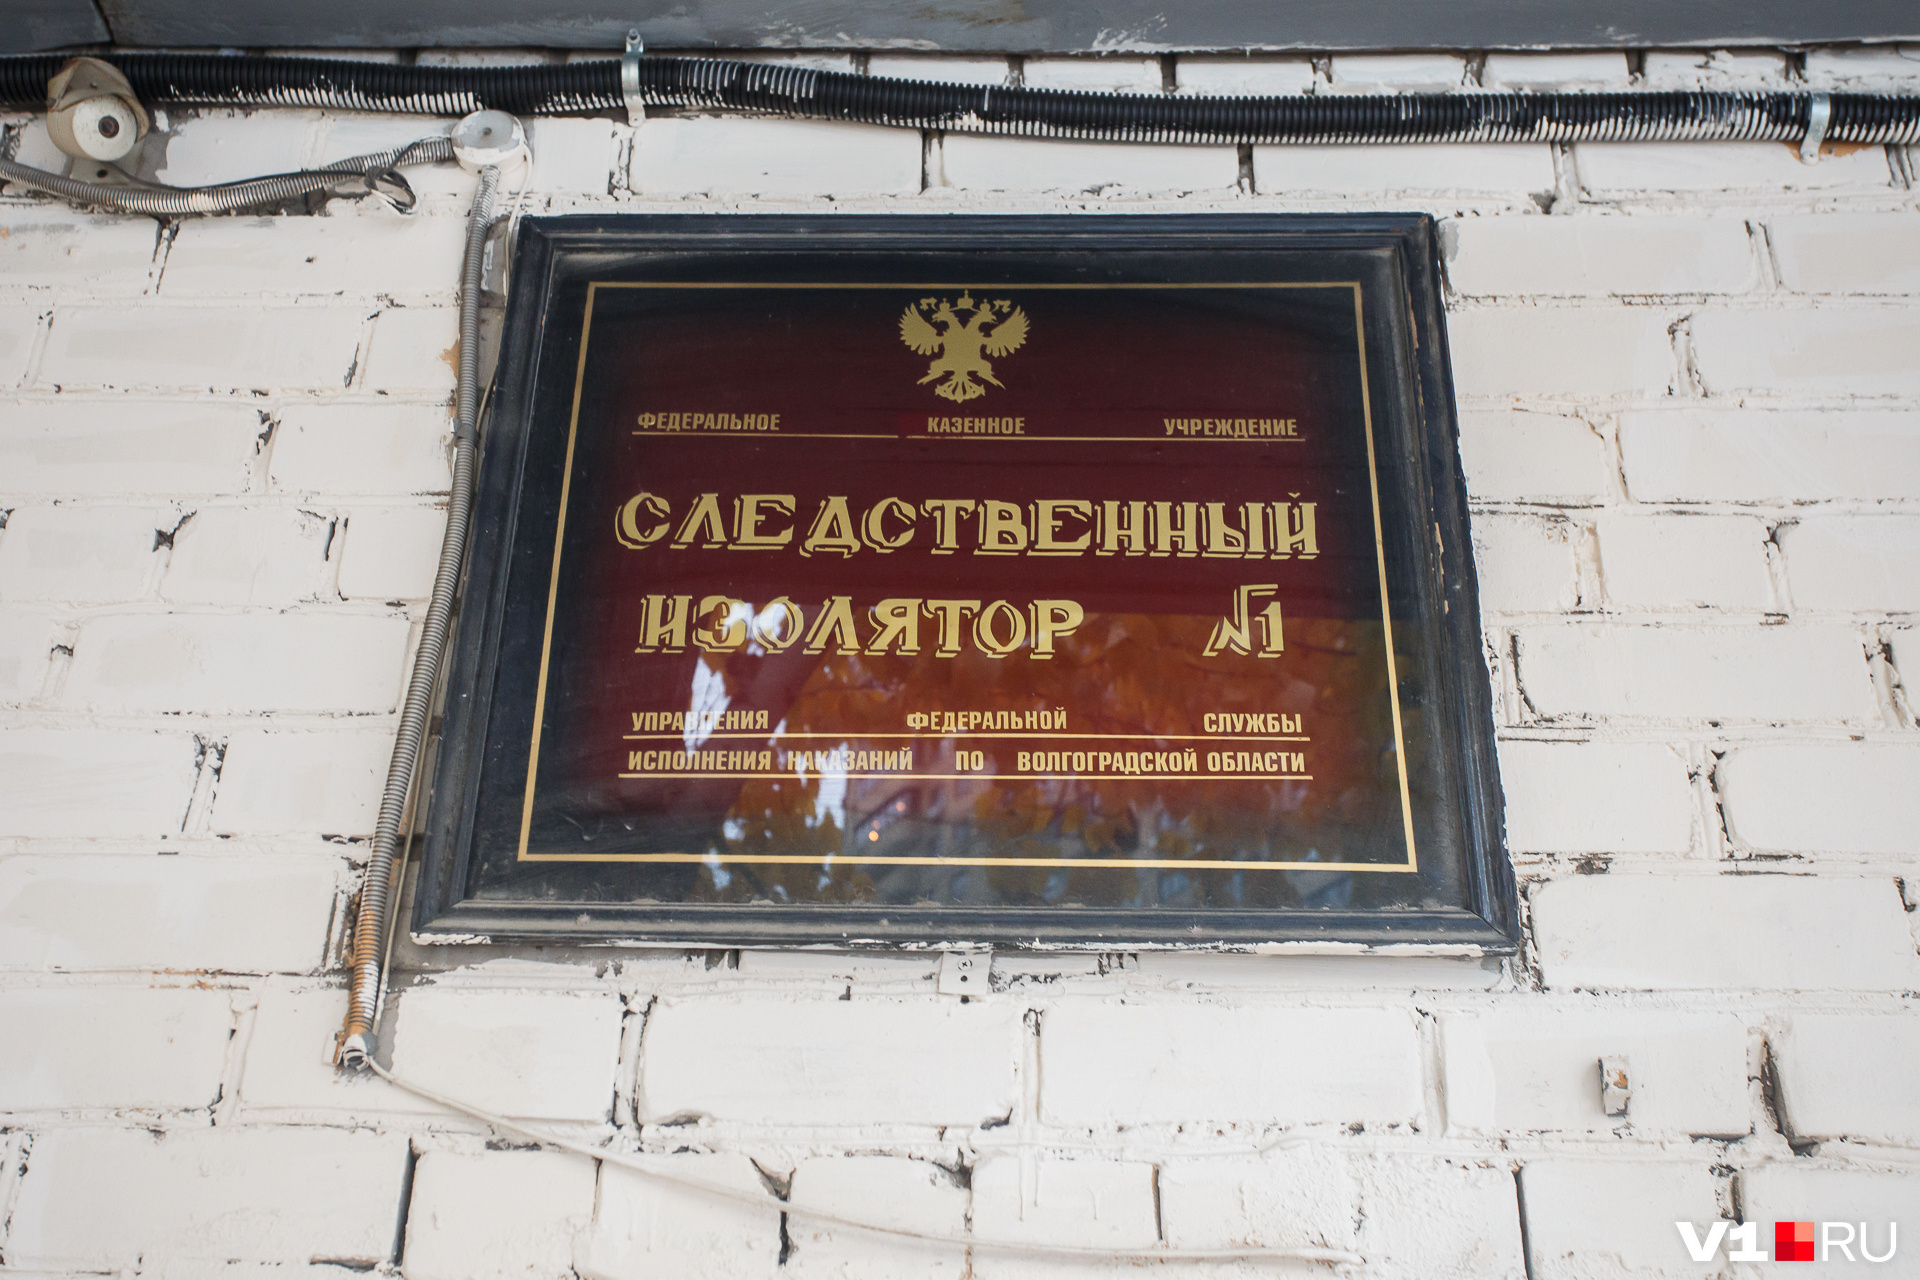 ФЕДЕРАЛЬНОЕ КАЗЕННОЕ УЧРЕЖДЕНИЕ
СЛЕДСТВЕННЫЙ
ИЗОЛЯТОР №1
УПРАВЛЕНИЯ ФЕДЕРАЛЬНОЙ СЛУЖБЫ
ИСПОЛНЕНИЯ НАКАЗАНИЙ ПО ВОЛГОГРАДСКОЙ ОБЛАСТИ
V1.RU